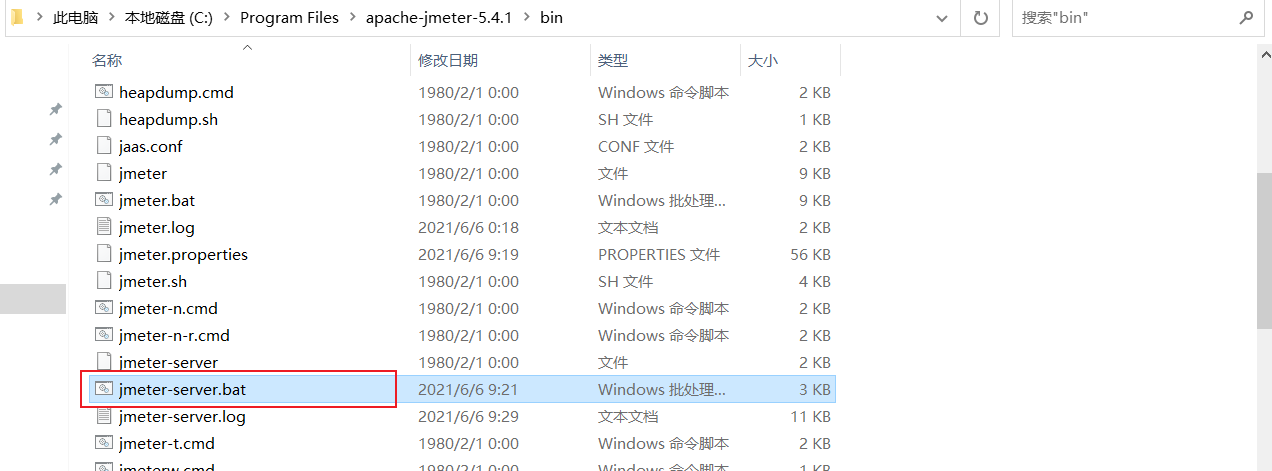 此电脑 > 本地磁盘 (C:) > Program Files > apache-jmeter-5.4.1 > bin 搜索"bin"
名称 修改日期 类型 大小
heapdump.cmd 1980/2/1 0:00 Windows 命令脚本 2 KB
heapdump.sh 1980/2/1 0:00 SH 文件 1 KB
jaas.conf 1980/2/1 0:00 CONF 文件 2 KB
jmeter 1980/2/1 0:00 文件 9 KB
jmeter.bat 1980/2/1 0:00 Windows 批处理... 9 KB
jmeter.log 2021/6/6 0:18 文本文档 2 KB
jmeter.properties 2021/6/6 9:19 PROPERTIES 文件 56 KB
jmeter.sh 1980/2/1 0:00 SH 文件 4 KB
jmeter-n.cmd 1980/2/1 0:00 Windows 命令脚本 2 KB
jmeter-n-r.cmd 1980/2/1 0:00 Windows 命令脚本 2 KB
jmeter-server 1980/2/1 0:00 文件 2 KB
jmeter-server.bat 2021/6/6 9:21 Windows 批处理... 3 KB
jmeter-server.log 2021/6/6 9:29 文本文档 11 KB
jmeter-t.cmd 1980/2/1 0:00 Windows 命令脚本 2 KB
jmeterw.cmd 1980/2/1 0:00 Windows 命令脚本 1 KB